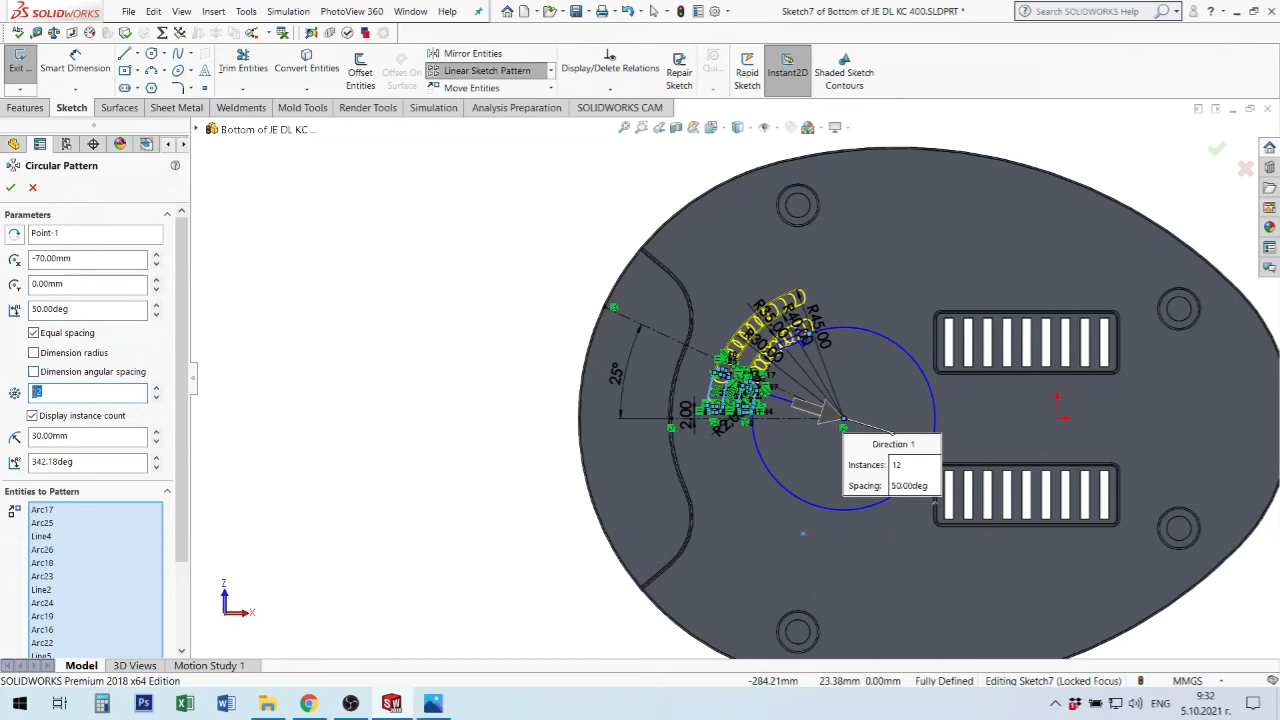 SOLIDWORKS
File Edit View Insert Tools Simulation PhotoView 360 Window Help
Sketch7 of Bottom of JE DL KC 400.SLDPRT *
Search SOLIDWORKS Help
Exit ...
Smart Dimension
Trim Entities
Convert Entities
Offset Entities
Offset On Surface
Mirror Entities
Linear Sketch Pattern
Move Entities
Display/Delete Relations
Repair Sketch
Qui...
Rapid Sketch
Instant2D
Shaded Sketch Contours
Features Sketch Surfaces Sheet Metal Weldments Mold Tools Render Tools Simulation Analysis Preparation SOLIDWORKS CAM
Bottom of JE DL KC ...
Circular Pattern
Parameters
Point-1
-70.00mm
0.00mm
50.00deg
Equal spacing
Dimension radius
Dimension angular spacing
12
Display instance count
30.00mm
342.18deg
Entities to Pattern
Arc17
Arc25
Line4
Arc26
Arc18
Arc23
Line2
Arc24
Arc19
Arc16
Arc22
Line5
25°
2.00
R45.00
Direction 1
Instances: 12
Spacing: 50.00deg
Z
X
Model 3D Views Motion Study 1
SOLIDWORKS Premium 2018 x64 Edition
-284.21mm 23.38mm 0.00mm Fully Defined Editing Sketch7 (Locked Focus) MMGS
9:32
5.10.2021 г.